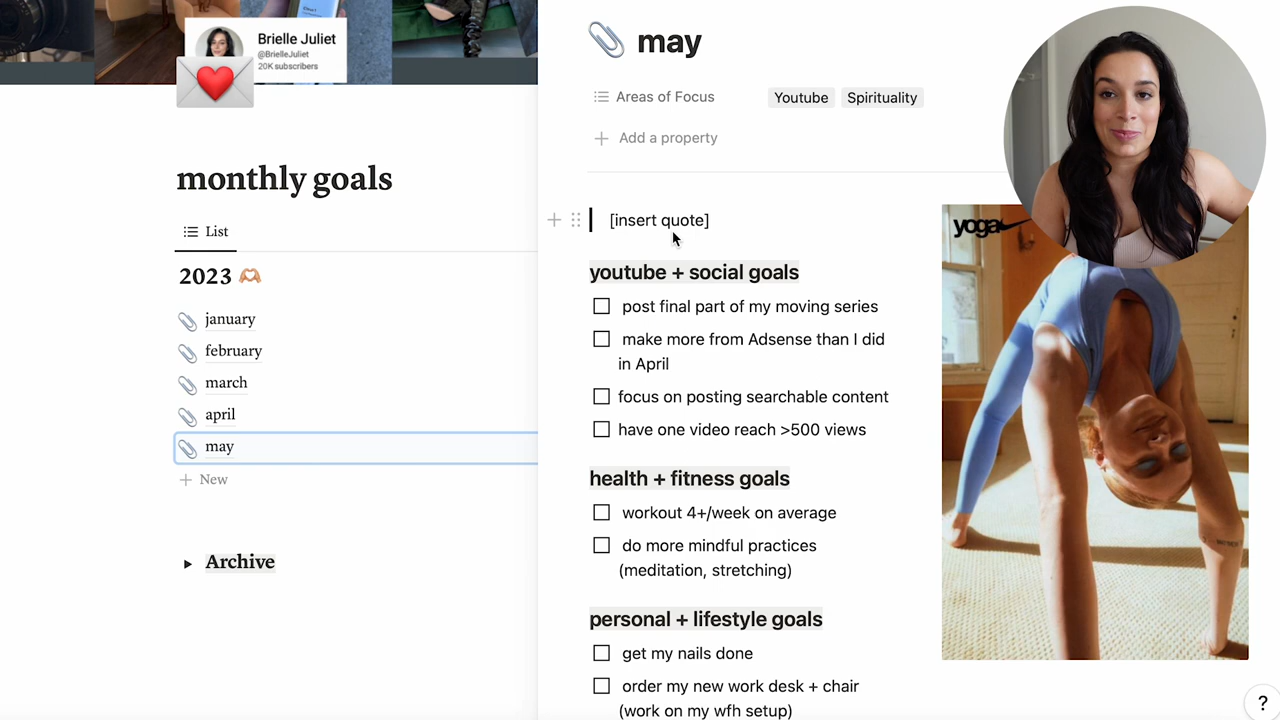 Brielle Juliet
@BrielleJuliet
20K subscribers
monthly goals
List
2023
january
february
march
april
may
New
Archive
may
Areas of Focus
Youtube
Spirituality
Add a property
[insert quote]
youtube + social goals
post final part of my moving series
make more from Adsense than I did
in April
focus on posting searchable content
have one video reach >500 views
health + fitness goals
workout 4+/week on average
do more mindful practices
(meditation, stretching)
personal + lifestyle goals
get my nails done
order my new work desk + chair
(work on my wfh setup)
yoga
?